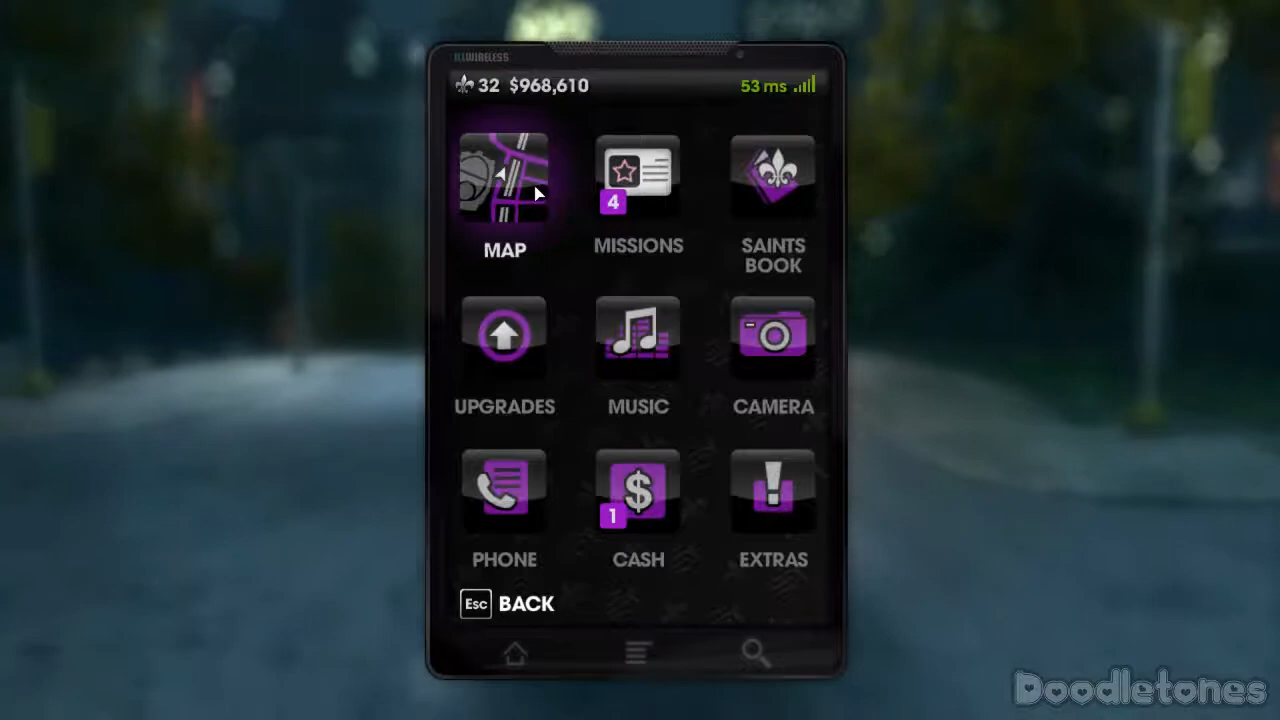 32 $968,610
53 ms
MAP
4
MISSIONS
SAINTS
BOOK
UPGRADES
MUSIC
CAMERA
PHONE
1
CASH
EXTRAS
Esc BACK
Doodletones